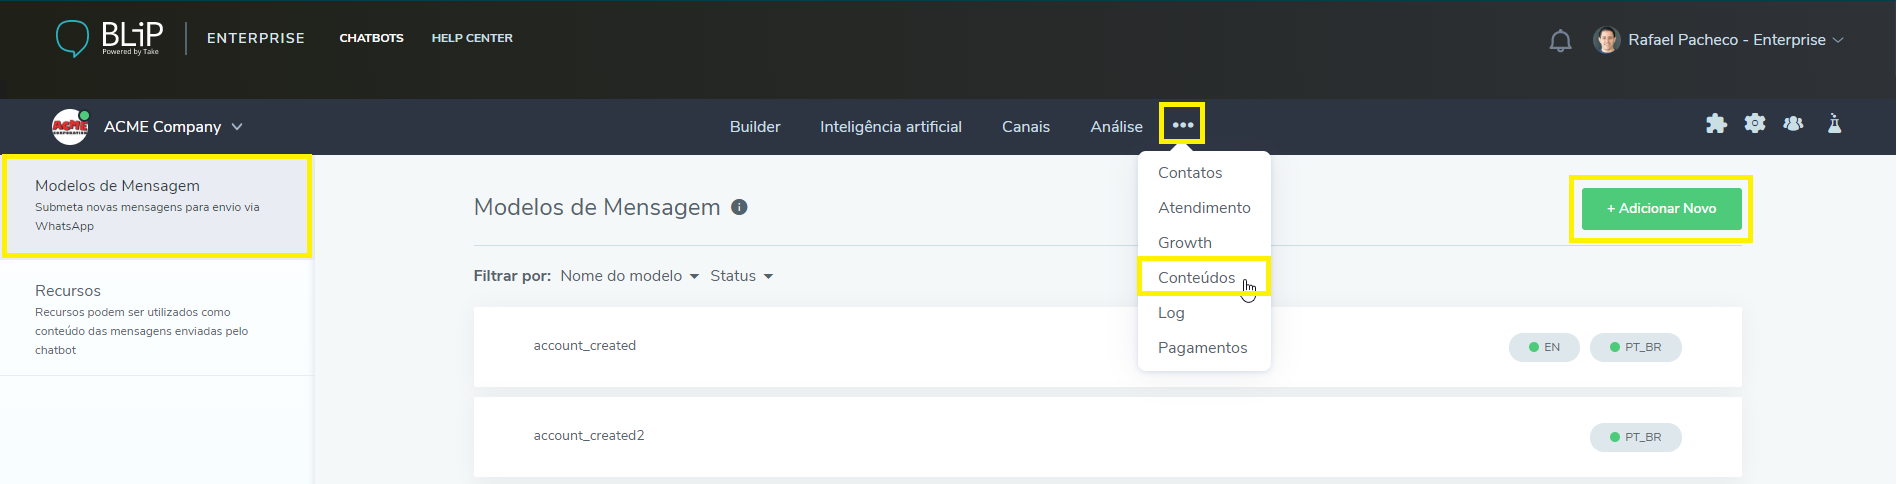 BLiP
Powered by Take
ENTERPRISE
CHATBOTS
HELP CENTER
Rafael Pacheco - Enterprise
ACME
CORPORATION
ACME Company
Builder
Inteligência artificial
Canais
Análise
Contatos
Atendimento
Growth
Conteúdos
Log
Pagamentos
Modelos de Mensagem
Submeta novas mensagens para envio via
WhatsApp
Recursos
Recursos podem ser utilizados como
conteúdo das mensagens enviadas pelo
chatbot
Modelos de Mensagem
+ Adicionar Novo
Filtrar por: Nome do modelo Status
account_created
EN
PT_BR
account_created2
PT_BR